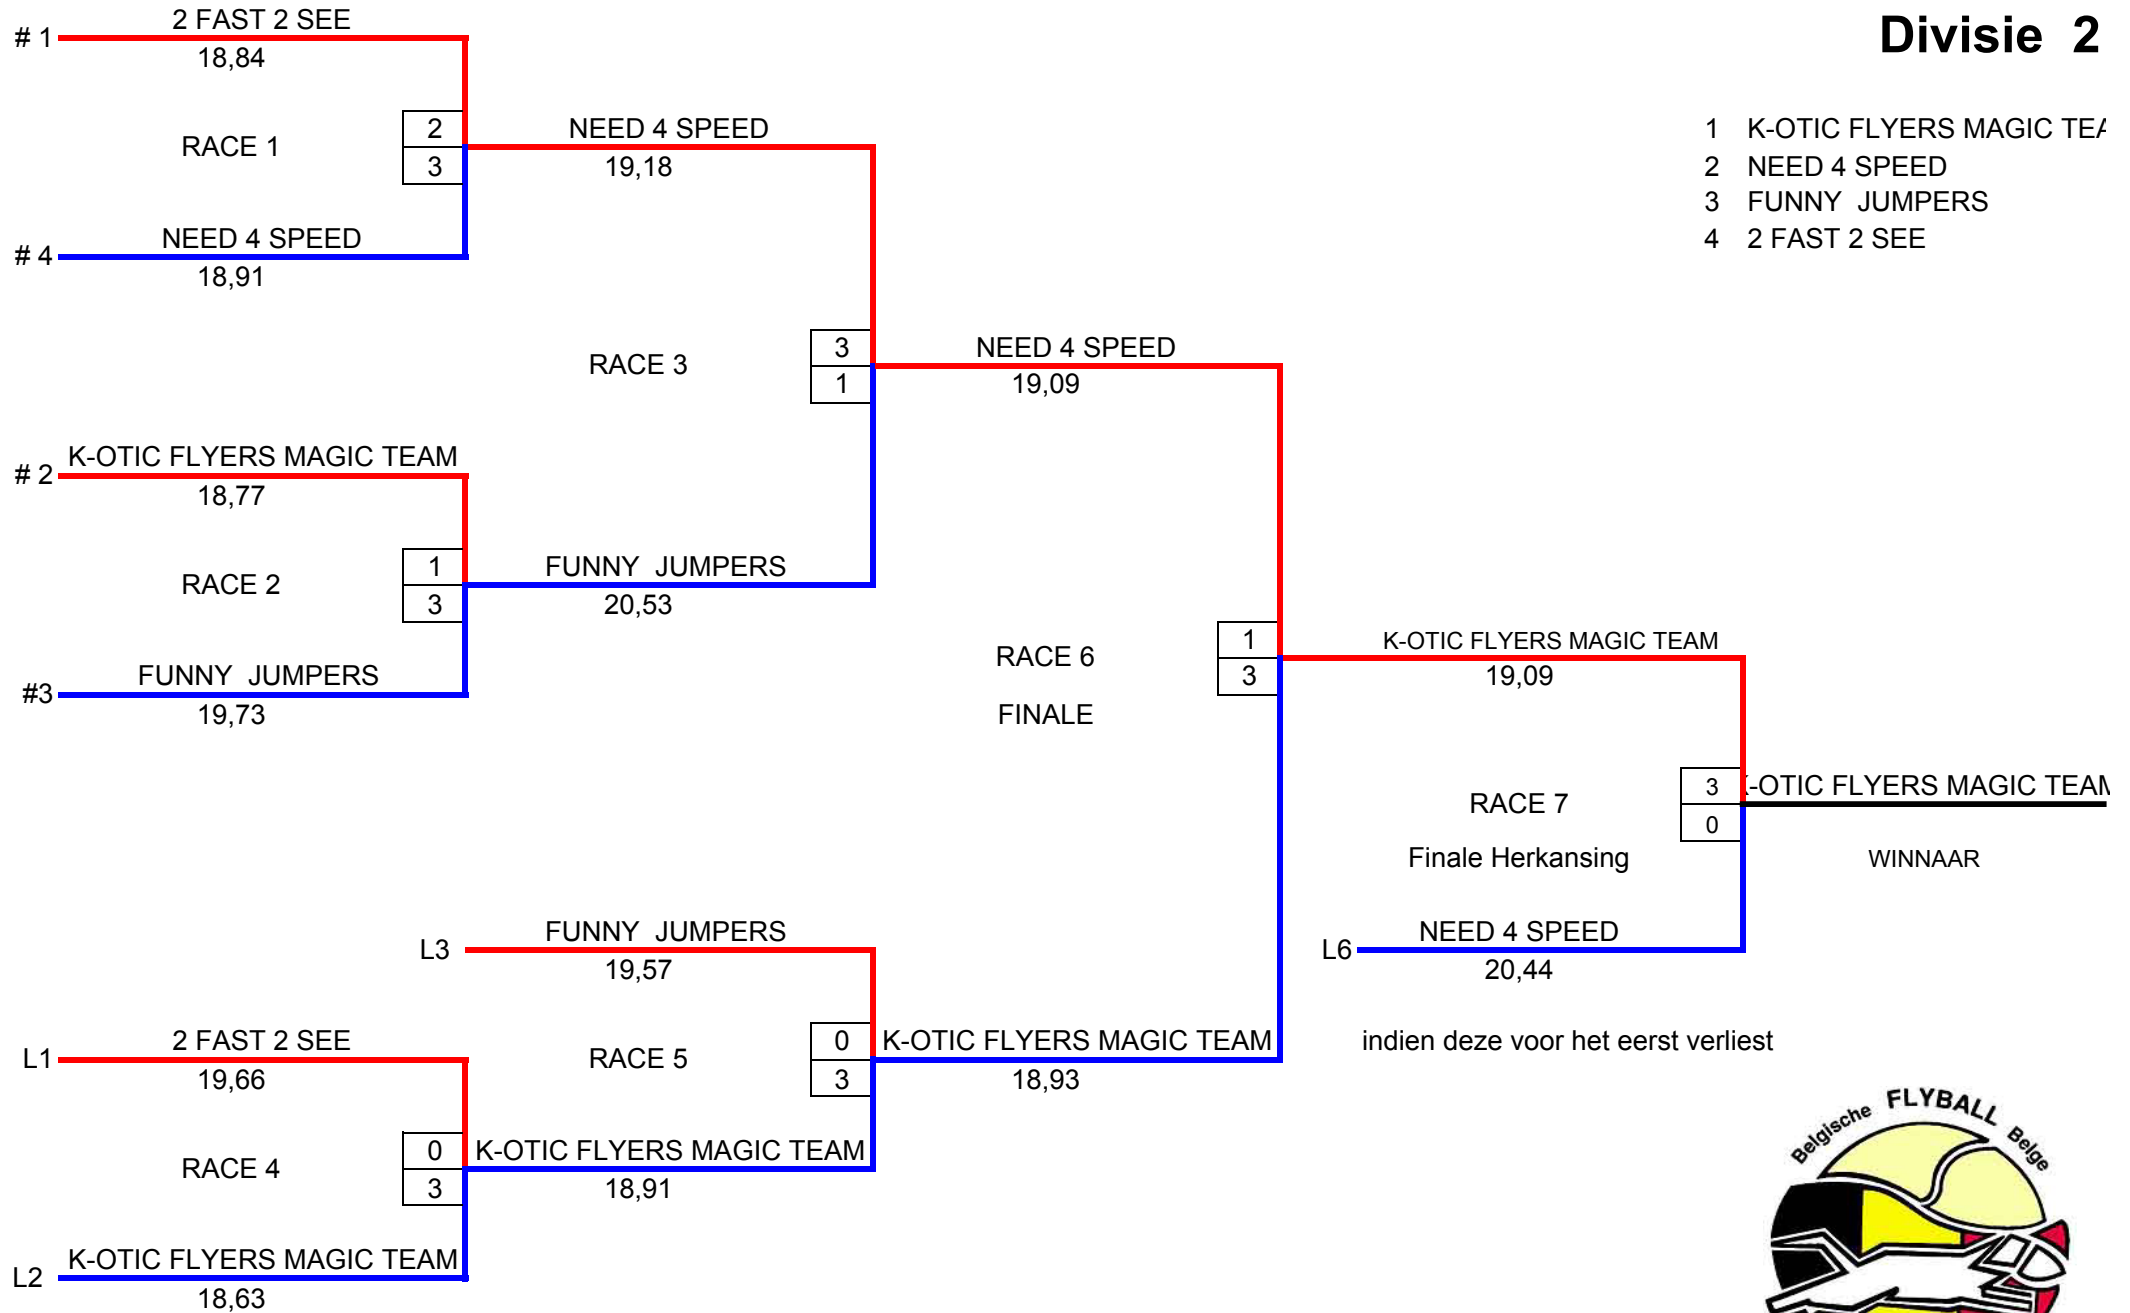 Divisie 2
1 K-OTIC FLYERS MAGIC TEA
2 NEED 4 SPEED
3 FUNNY JUMPERS
4 2 FAST 2 SEE
# 1
2 FAST 2 SEE
18,84
RACE 1
2
3
# 4
NEED 4 SPEED
18,91
NEED 4 SPEED
19,18
RACE 3
3
1
NEED 4 SPEED
19,09
# 2
K-OTIC FLYERS MAGIC TEAM
18,77
RACE 2
1
3
FUNNY JUMPERS
20,53
#3
FUNNY JUMPERS
19,73
RACE 6
FINALE
1
3
K-OTIC FLYERS MAGIC TEAM
19,09
RACE 7
Finale Herkansing
3
0
K-OTIC FLYERS MAGIC TEAM
WINNAAR
L6
NEED 4 SPEED
20,44
indien deze voor het eerst verliest
L3
FUNNY JUMPERS
19,57
RACE 5
0
3
K-OTIC FLYERS MAGIC TEAM
18,93
L1
2 FAST 2 SEE
19,66
RACE 4
0
3
K-OTIC FLYERS MAGIC TEAM
18,91
L2
K-OTIC FLYERS MAGIC TEAM
18,63
Belgische FLYBALL Belge